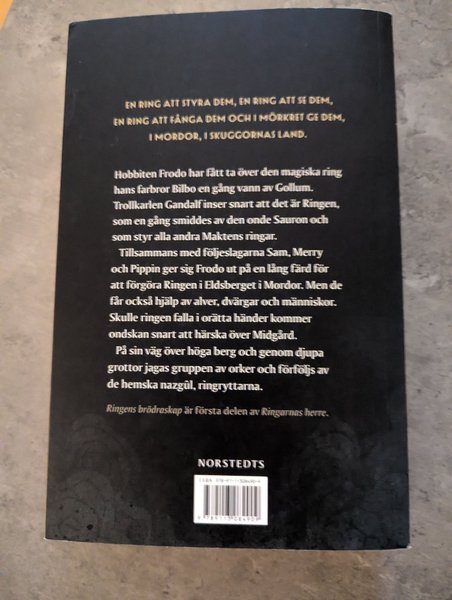 EN RING ATT STYRA DEM, EN RING ATT SE DEM,
EN RING ATT FÅNGA DEM OCH I MÖRKRET GE DEM,
I MORDOR, I SKUGGORNAS LAND.
Hobbiten Frodo har fått ta över den magiska ring
hans farbror Bilbo en gång vann av Gollum.
Trollkarlen Gandalf inser snart att det är Ringen,
som en gång smiddes av den onde Sauron och
som styr alla andra Maktens ringar.
Tillsammans med följeslagarna Sam, Merry
och Pippin ger sig Frodo ut på en lång färd för
att förgöra Ringen i Eldsberget i Mordor. Men de
får också hjälp av alver, dvärgar och människor.
Skulle ringen falla i orätta händer kommer
ondskan snart att härska över Midgård.
På sin väg över höga berg och genom djupa
grottor jagas gruppen av orker och förföljs av
de hemska nazgûl, ringryttarna.
Ringens brödraskap är första delen av Ringarnas herre.
NORSTEDTS